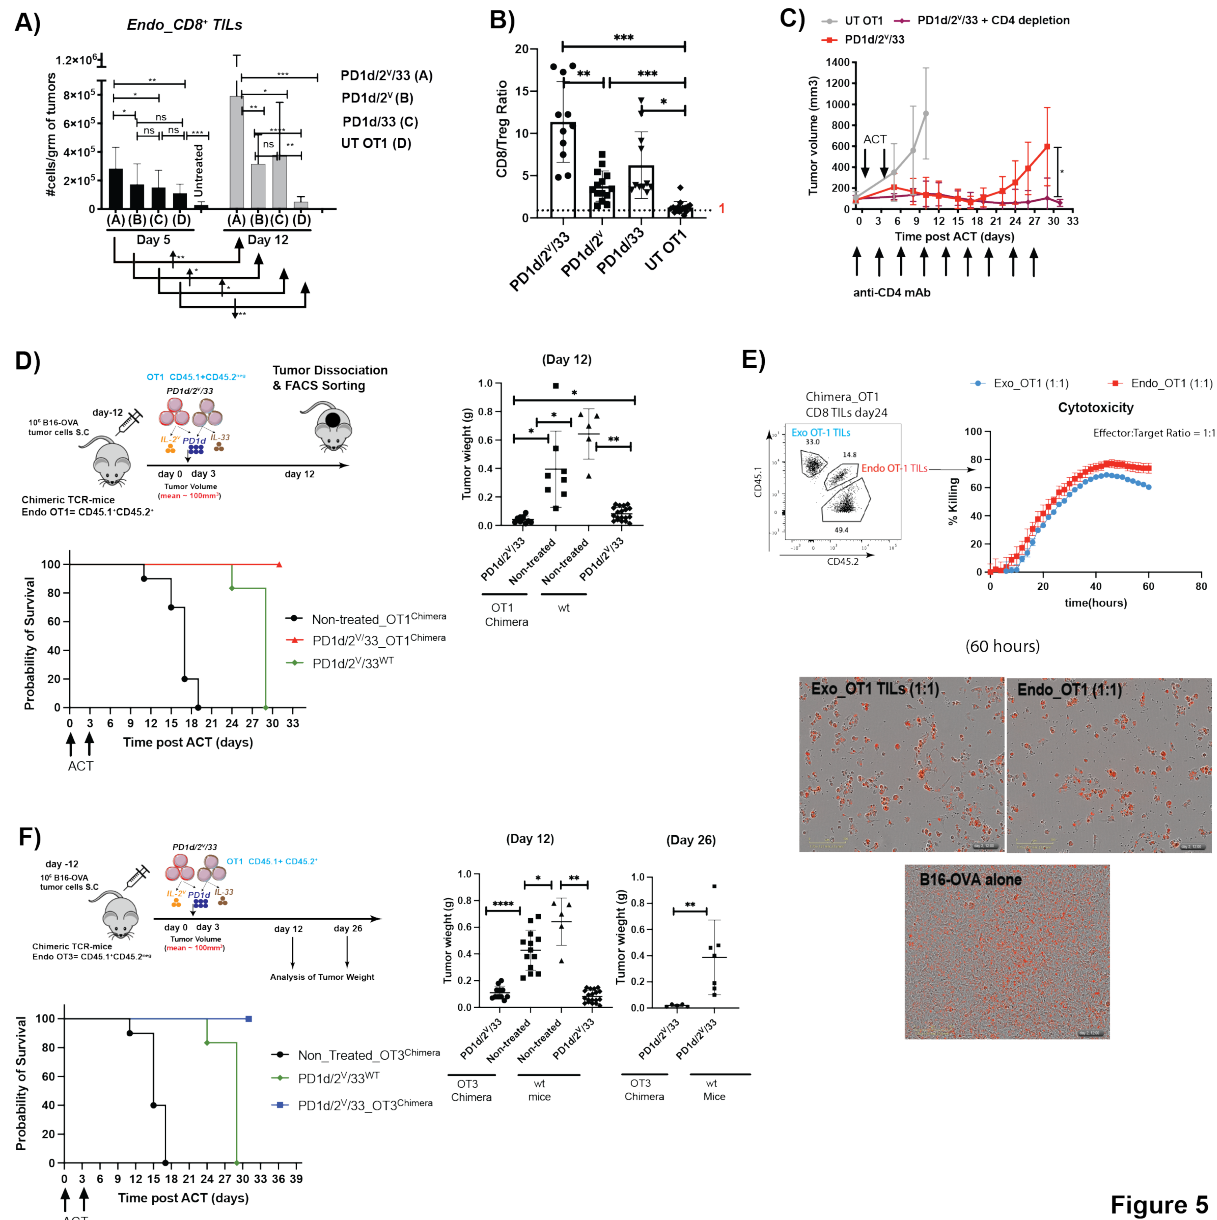 A)
Endo_CD8⁺ TILs
#cells/grm of tumors
1.2×10⁶
8×10⁵
6×10⁵
4×10⁵
2×10⁵
0
** * * ns ns ns ***
*** * ** **** ns **
Untreated
(A) (B) (C) (D) (A) (B) (C) (D)
Day 5 Day 12
**
*
*
**
PD1d/2ⱽ/33 (A)
PD1d/2ⱽ (B)
PD1d/33 (C)
UT OT1 (D)
B)
CD8/Treg Ratio
20
15
10
5
0
***
** ***
*
1
PD1d/2ⱽ/33 PD1d/2ⱽ PD1d/33 UT OT1
C)
UT OT1 PD1d/2ⱽ/33 + CD4 depletion
PD1d/2ⱽ/33
Tumor volume (mm3)
1400
1200
1000
800
600
400
200
0
ACT
*
0 3 6 9 12 15 18 21 24 27 30 33
Time post ACT (days)
anti-CD4 mAb
D)
OT1 CD45.1+CD45.2ⁿᵉᵍ
PD1d/2ⱽ/33
day-12
10⁶ B16-OVA
tumor cells S.C
IL-2ⱽ PD1d IL-33
Tumor Dissociation
& FACS Sorting
day 0 day 3 day 12
Tumor Volume
(mean ~ 100mm³)
Chimeric TCR-mice
Endo OT1= CD45.1⁺CD45.2⁺
Probability of Survival
100
80
60
40
20
0
0 3 6 9 12 15 18 21 24 27 30 33
Time post ACT (days)
ACT
Non-treated_OT1ᶜʰⁱᵐᵉʳᵃ
PD1d/2ⱽ/33_OT1ᶜʰⁱᵐᵉʳᵃ
PD1d/2ⱽ/33ᵂᵀ
(Day 12)
Tumor weight (g)
1.0
0.8
0.6
0.4
0.2
0.0
*
* * **
PD1d/2ⱽ/33 Non-treated Non-treated PD1d/2ⱽ/33
OT1
Chimera
wt
E)
Chimera_OT1
CD8 TILs day24
Exo OT-1 TILs
33.0
14.8
Endo OT-1 TILs
49.4
CD45.1
CD45.2
Exo_OT1 (1:1) Endo_OT1 (1:1)
Cytotoxicity
Effector:Target Ratio = 1:1
% Killing
100
80
60
40
20
0
0 20 40 60 80
time(hours)
(60 hours)
Exo_OT1 TILs (1:1)
Endo_OT1 (1:1)
B16-OVA alone
F)
PD1d/2ⱽ/33
OT1 CD45.1+ CD45.2⁺
day -12
10⁶ B16-OVA
tumor cells S.C
IL-2ⱽ PD1d IL-33
day 0 day 3
Tumor Volume
(mean ~ 100mm³)
day 12 day 26
Analysis of Tumor Weight
Chimeric TCR-mice
Endo OT3= CD45.1⁺CD45.2ⁿᵉᵍ
Probability of Survival
100
80
60
40
20
0
0 3 6 9 12 15 18 21 24 27 30 33 36 39
Time post ACT (days)
ACT
Non_Treated_OT3ᶜʰⁱᵐᵉʳᵃ
PD1d/2ⱽ/33ᵂᵀ
PD1d/2ⱽ/33_OT3ᶜʰⁱᵐᵉʳᵃ
(Day 12)
Tumor wieght (g)
1.0
0.8
0.6
0.4
0.2
0.0
**** * **
PD1d/2ⱽ/33 Non-treated Non-treated PD1d/2ⱽ/33
OT3
Chimera
wt
mice
(Day 26)
Tumor wieght (g)
1.0
0.8
0.6
0.4
0.2
0.0
**
PD1d/2ⱽ/33 PD1d/2ⱽ/33
OT3
Chimera
wt
Mice
Figure 5